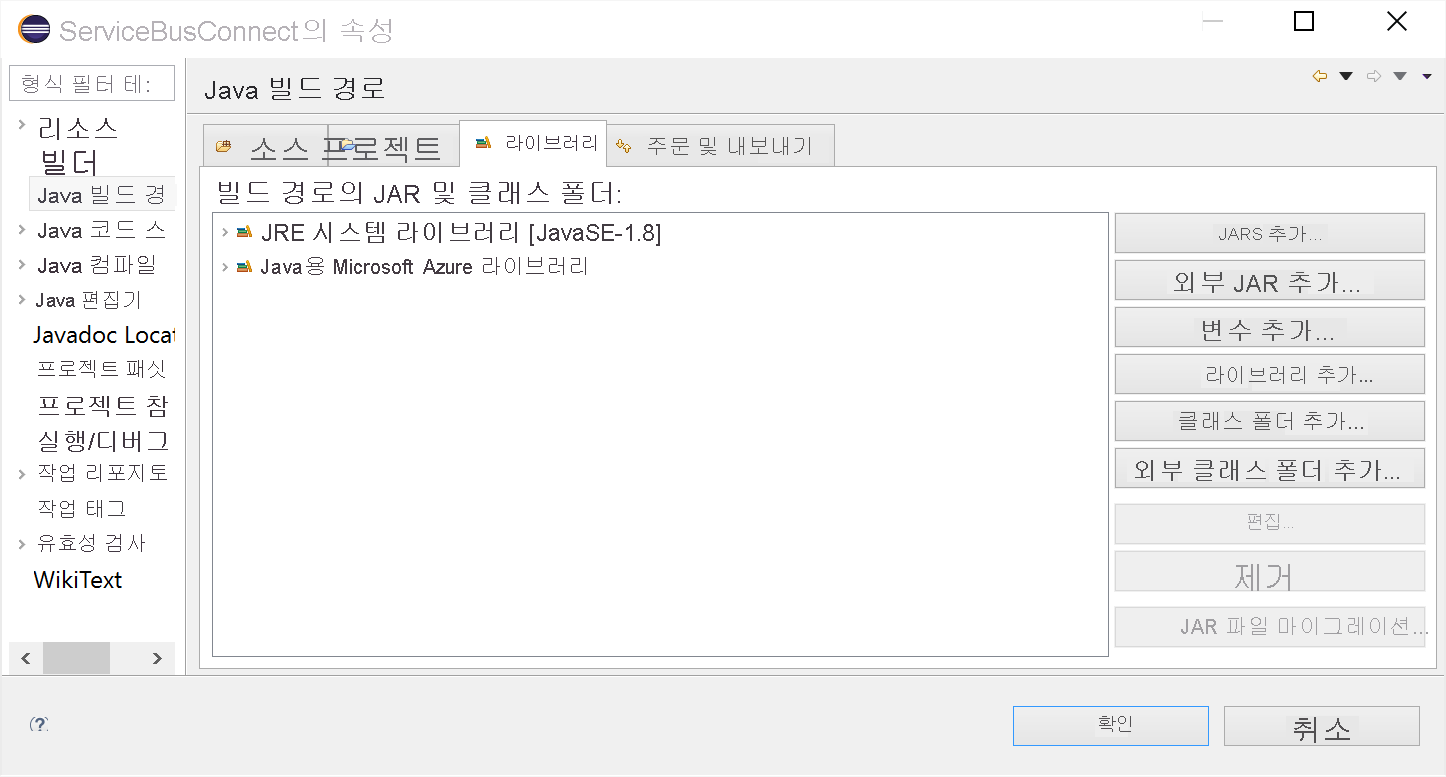 ServiceBusConnect의 속성
형식 필터 테:
리소스
빌더
Java 빌드 경
Java 코드 스
Java 컴파일
Java 편집기
Javadoc Locat
프로젝트 패싯
프로젝트 참
실행/디버그
작업 리포지토
작업 태그
유효성 검사
WikiText
Java 빌드 경로
소스 프로젝트 라이브러리 주문 및 내보내기
빌드 경로의 JAR 및 클래스 폴더:
JRE 시스템 라이브러리 [JavaSE-1.8]
Java용 Microsoft Azure 라이브러리
JARS 추가...
외부 JAR 추가...
변수 추가...
라이브러리 추가...
클래스 폴더 추가...
외부 클래스 폴더 추가...
편집...
제거
JAR 파일 마이그레이션...
확인 취소